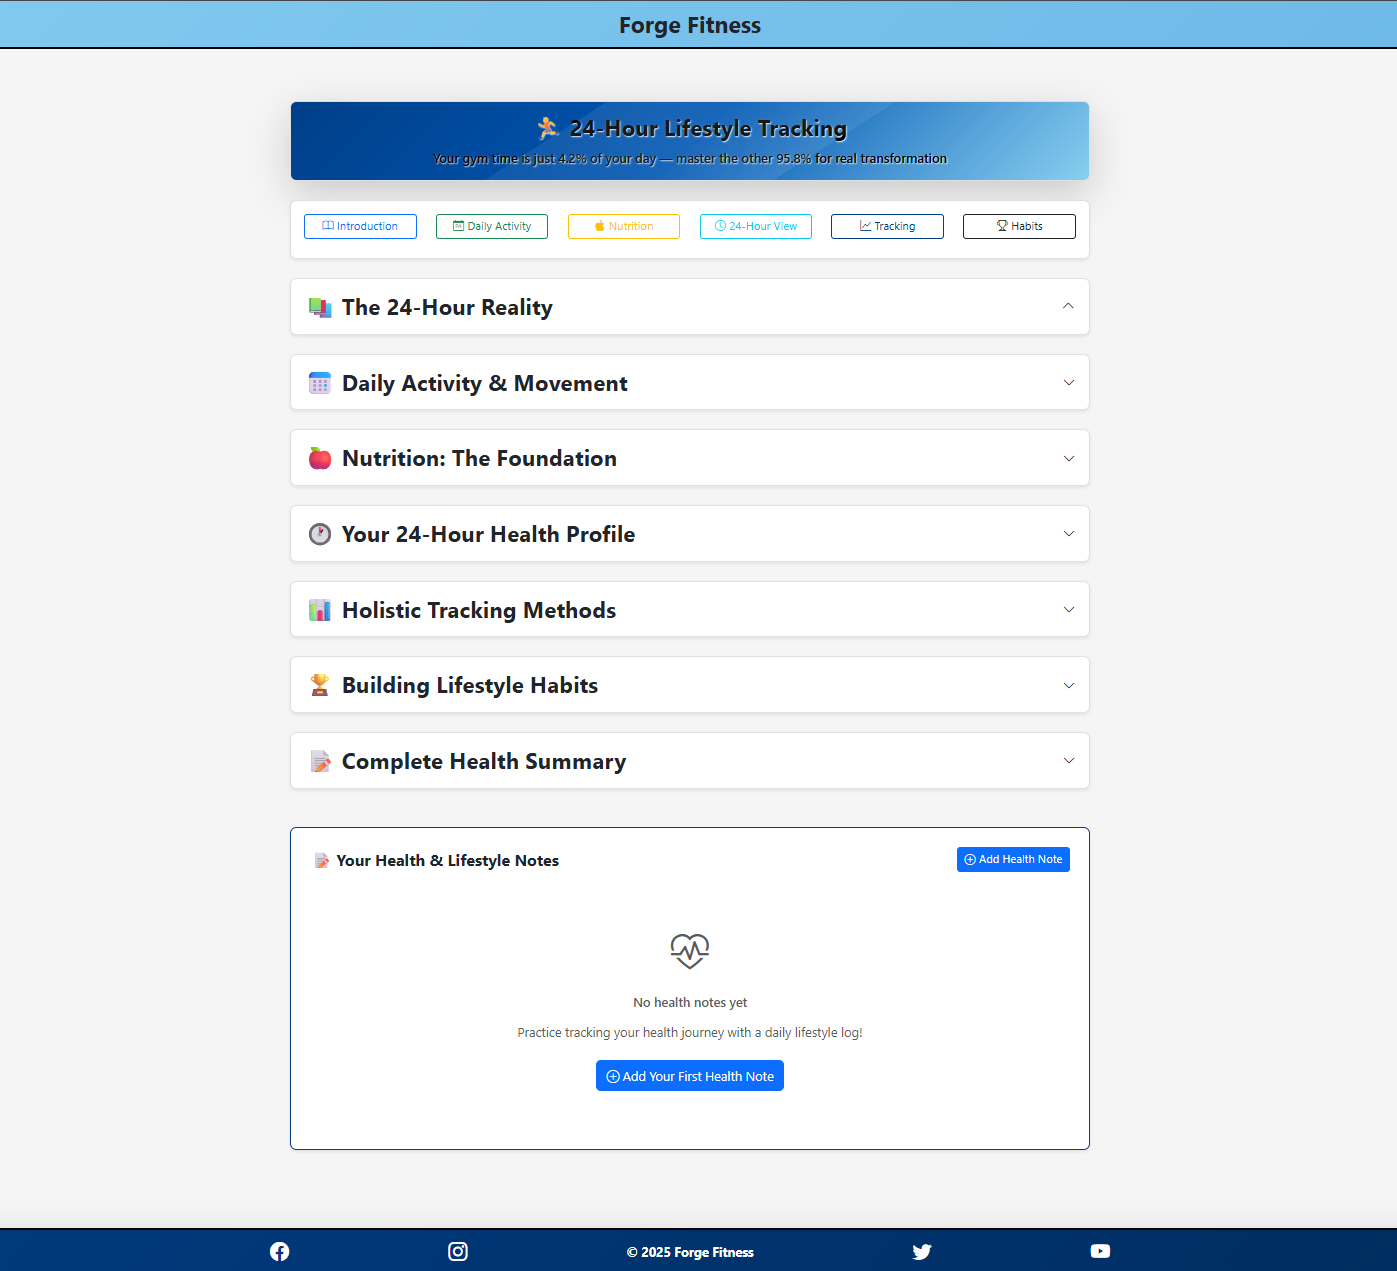 Forge Fitness
24-Hour Lifestyle Tracking
Your gym time is just 4.2% of your day — master the other 95.8% for real transformation
Introduction
Daily Activity
Nutrition
24-Hour View
Tracking
Habits
The 24-Hour Reality
Daily Activity & Movement
Nutrition: The Foundation
Your 24-Hour Health Profile
Holistic Tracking Methods
Building Lifestyle Habits
Complete Health Summary
Your Health & Lifestyle Notes
Add Health Note
No health notes yet
Practice tracking your health journey with a daily lifestyle log!
Add Your First Health Note
© 2025 Forge Fitness